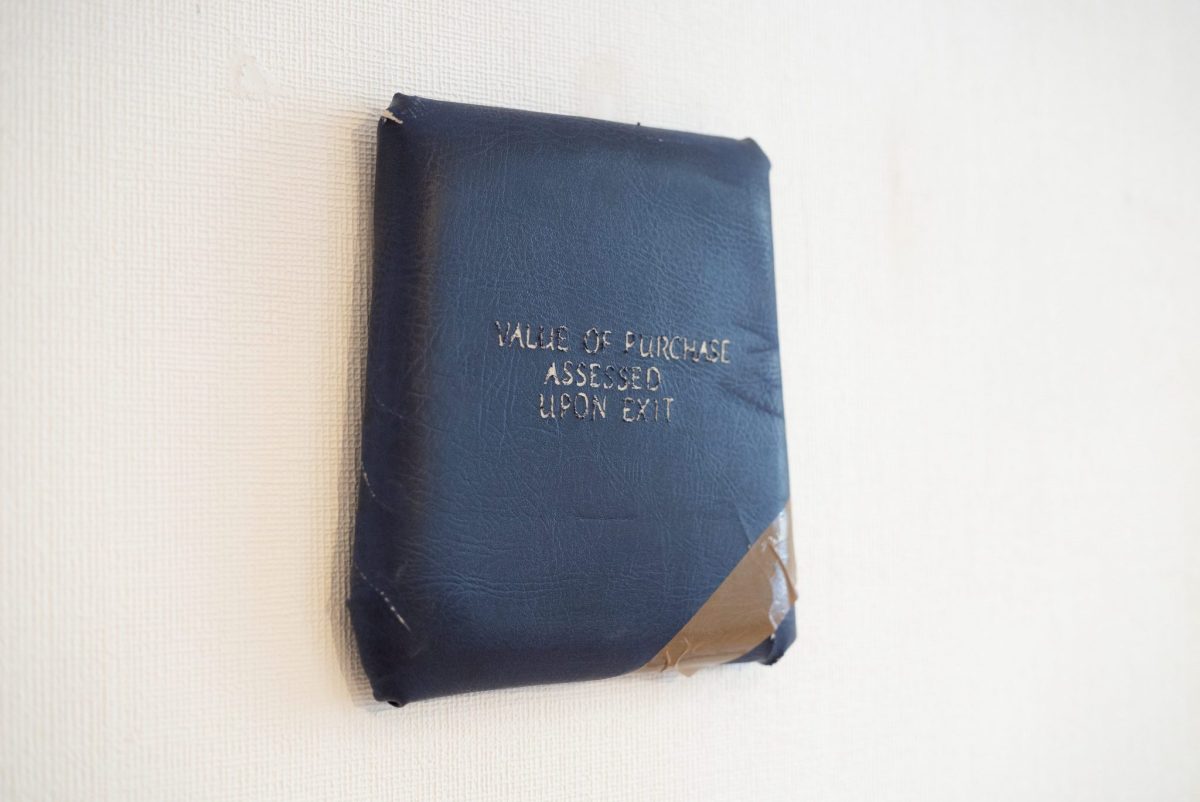 VALUE OF PURCHASE
ASSESSED
UPON EXIT